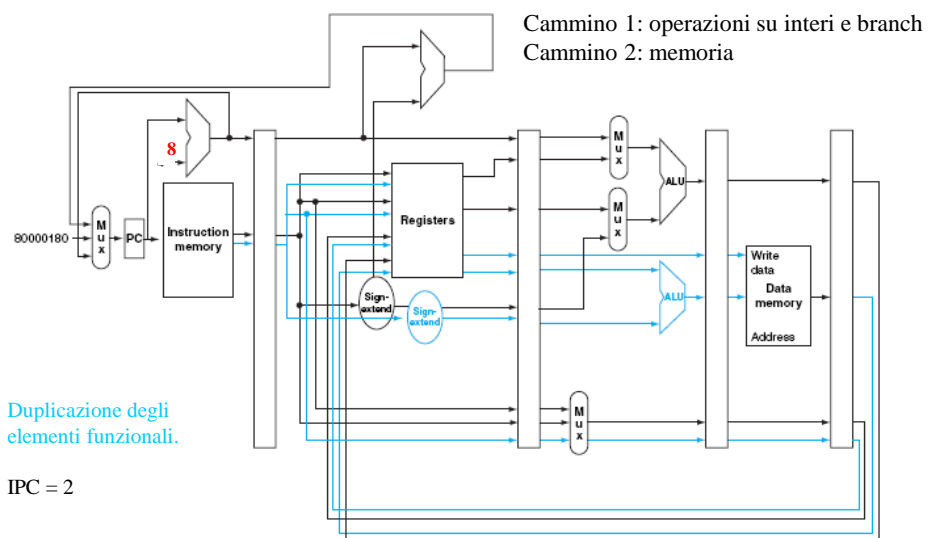 Cammino 1: operazioni su interi e branch
Cammino 2: memoria
8
80000180
M
u
x
PC
Instruction
memory
Registers
Sign-
extend
Sign-
extend
M
u
x
M
u
x
ALU
ALU
Write
data
Data
memory
Address
M
u
x
Duplicazione degli
elementi funzionali.
IPC = 2